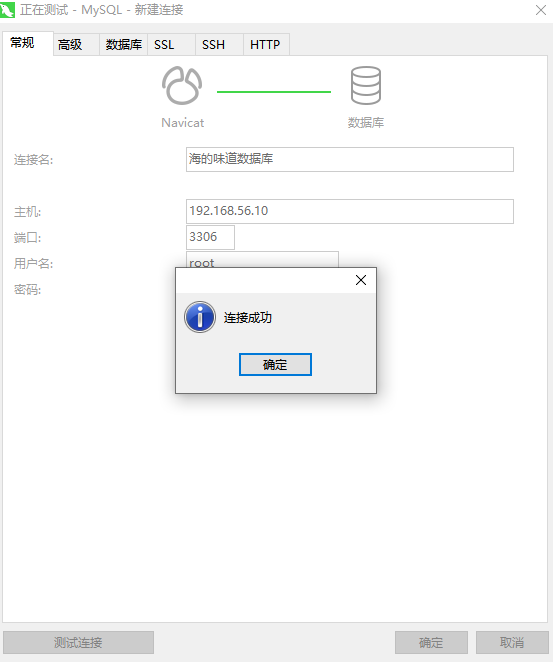 正在测试 - MySQL - 新建连接
常规 高级 数据库 SSL SSH HTTP
Navicat 数据库
连接名: 海的味道数据库
主机: 192.168.56.10
端口: 3306
用户名: root
密码:
连接成功
确定
测试连接 确定 取消